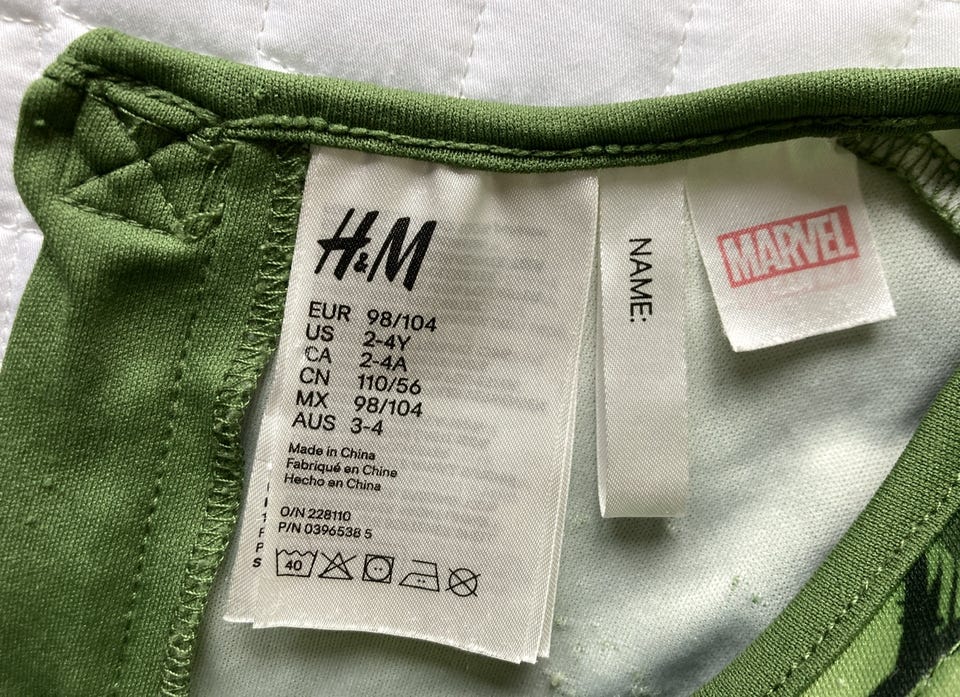 H&M
EUR 98/104
US 2-4Y
CA 2-4A
CN 110/56
MX 98/104
AUS 3-4
Made in China
Fabriqué en Chine
Hecho en China
O/N 228110
P/N 0396538 5
40
NAME:
MARVEL